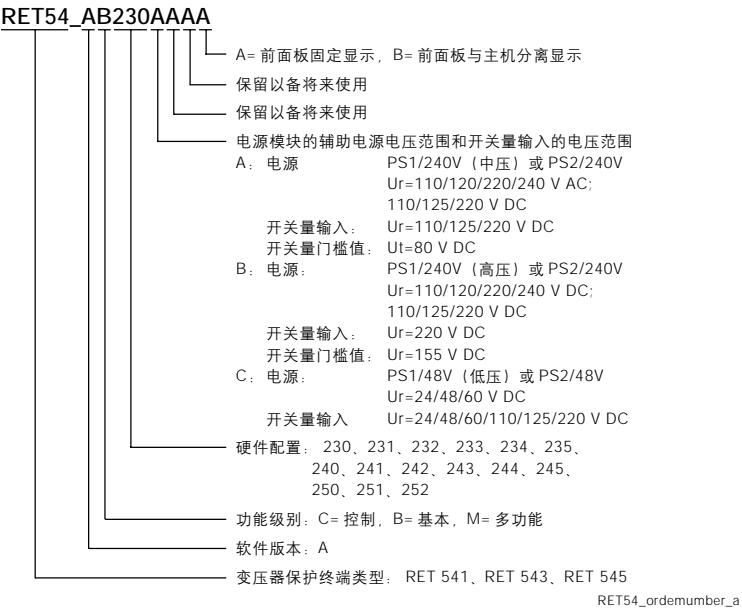 RET54_AB230AAAA
A= 前面板固定显示, B= 前面板与主机分离显示
保留以备将来使用
保留以备将来使用
电源模块的辅助电源电压范围和开关量输入的电压范围
A: 电源 PS1/240V (中压) 或 PS2/240V
Ur=110/120/220/240 V AC;
110/125/220 V DC
开关量输入: Ur=110/125/220 V DC
开关量门槛值: Ut=80 V DC
B: 电源: PS1/240V (高压) 或 PS2/240V
Ur=110/120/220/240 V DC;
110/125/220 V DC
开关量输入: Ur=220 V DC
开关量门槛值: Ur=155 V DC
C: 电源: PS1/48V (低压) 或 PS2/48V
Ur=24/48/60 V DC
开关量输入 Ur=24/48/60/110/125/220 V DC
硬件配置: 230、231、232、233、234、235、
240、241、242、243、244、245、
250、251、252
功能级别: C= 控制, B= 基本, M= 多功能
软件版本: A
变压器保护终端类型: RET 541、RET 543、RET 545
RET54_ordemumber_a